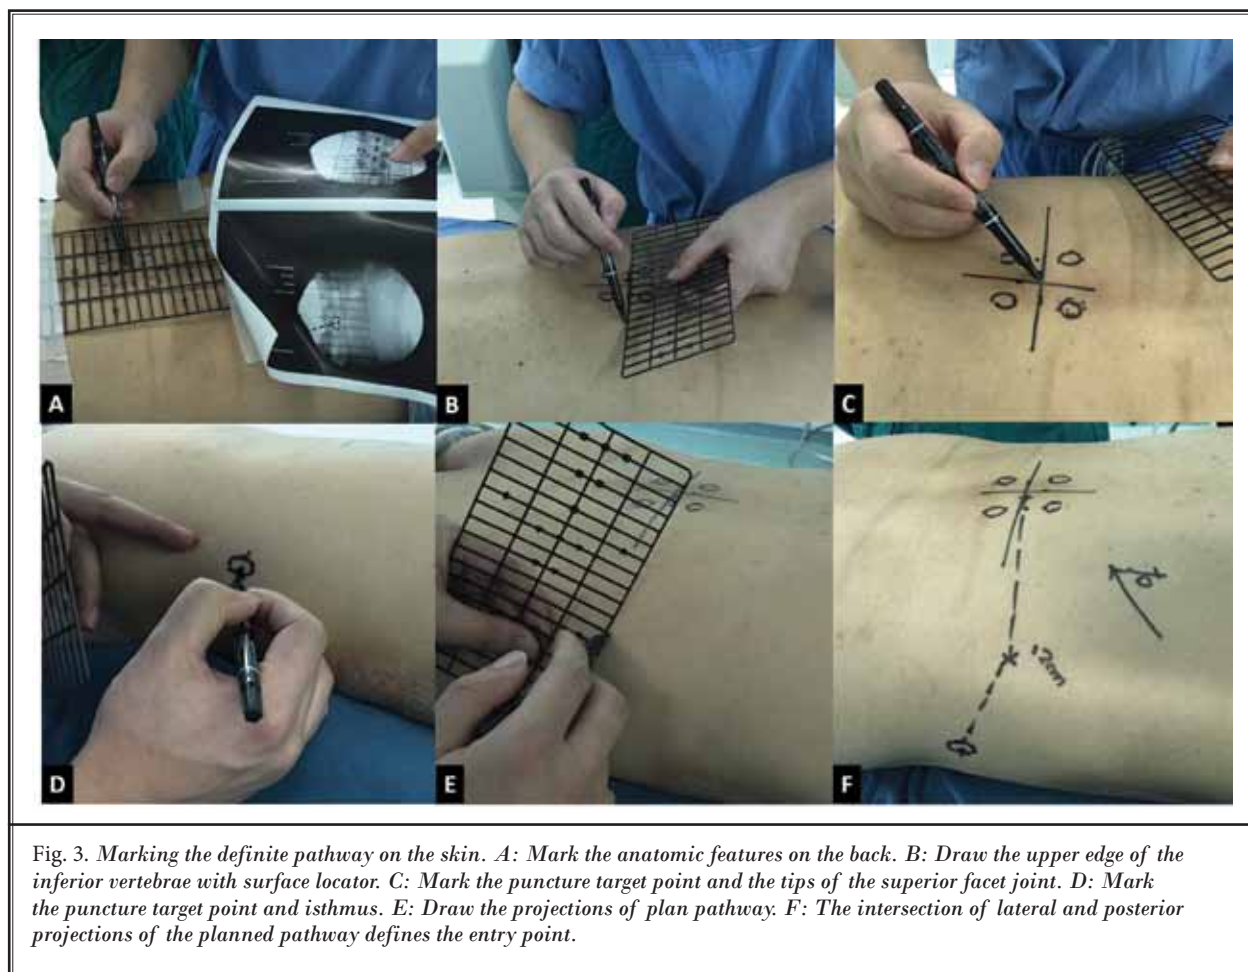 A
B
C
D
E
12cm
F
Fig. 3. Marking the definite pathway on the skin. A: Mark the anatomic features on the back. B: Draw the upper edge of the
inferior vertebrae with surface locator. C: Mark the puncture target point and the tips of the superior facet joint. D: Mark
the puncture target point and isthmus. E: Draw the projections of plan pathway. F: The intersection of lateral and posterior
projections of the planned pathway defines the entry point.